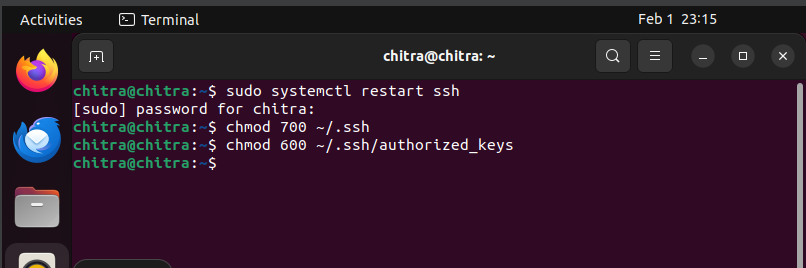 Activities
Terminal
Feb 1 23:15
chitra@chitra: ~
chitra@chitra:~$ sudo systemctl restart ssh
[sudo] password for chitra:
chitra@chitra:~$ chmod 700 ~/.ssh
chitra@chitra:~$ chmod 600 ~/.ssh/authorized_keys
chitra@chitra:~$